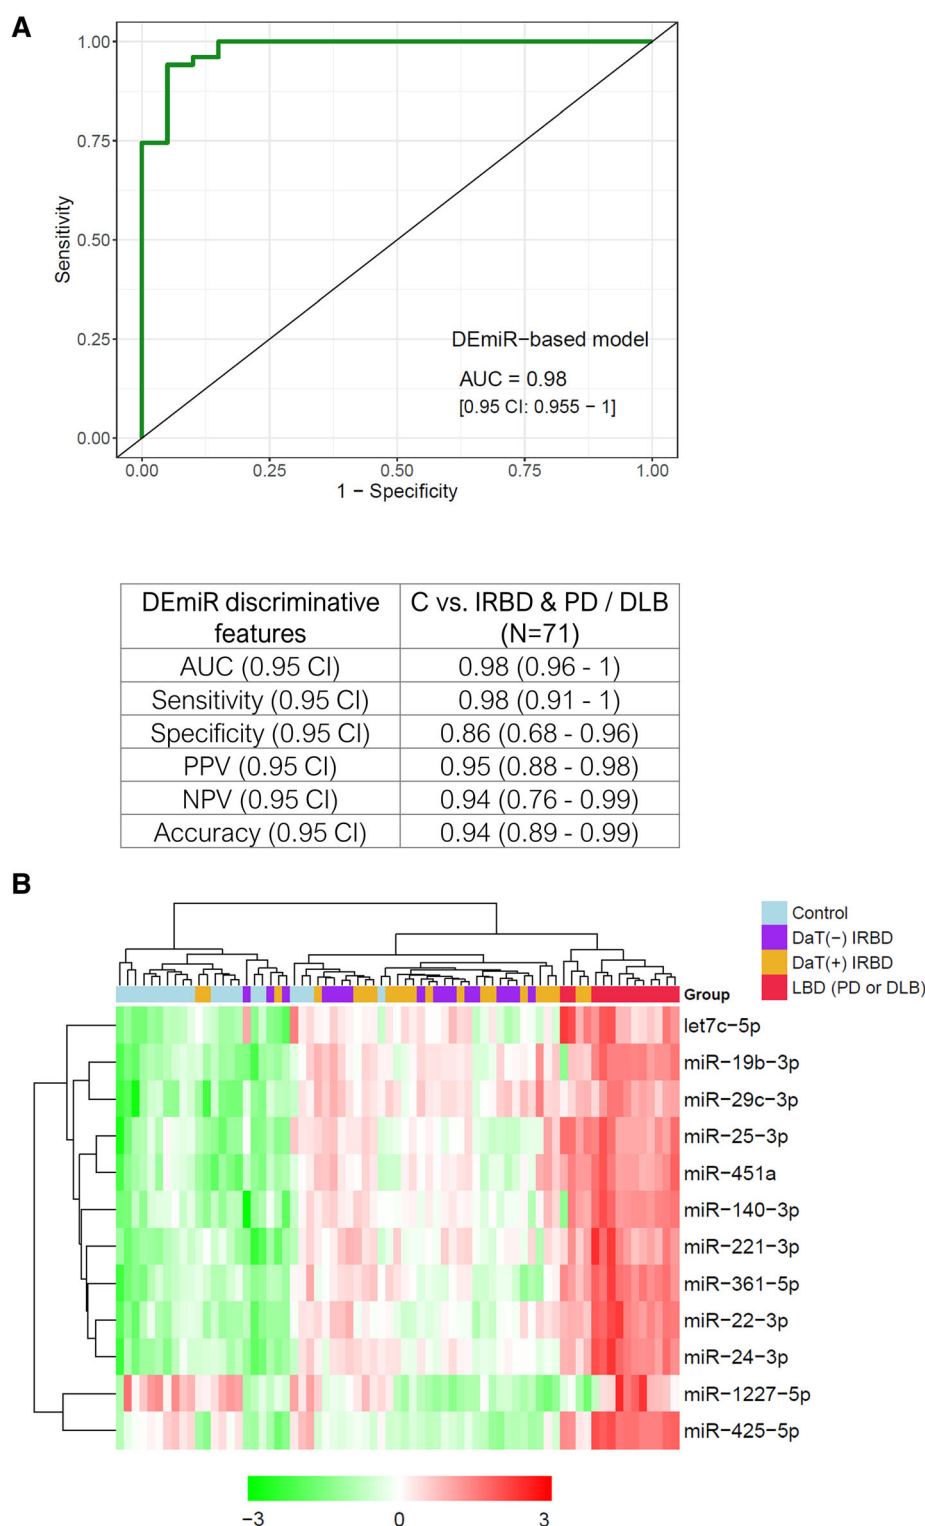 A
1.00
0.75
0.50
0.25
0.00
Sensitivity
DEmiR−based model
AUC = 0.98
[0.95 CI: 0.955 − 1]
0.00 0.25 0.50 0.75 1.00
1 − Specificity
DEmiR discriminative features C vs. IRBD & PD / DLB (N=71)
AUC (0.95 CI) 0.98 (0.96 - 1)
Sensitivity (0.95 CI) 0.98 (0.91 - 1)
Specificity (0.95 CI) 0.86 (0.68 - 0.96)
PPV (0.95 CI) 0.95 (0.88 - 0.98)
NPV (0.95 CI) 0.94 (0.76 - 0.99)
Accuracy (0.95 CI) 0.94 (0.89 - 0.99)
B
Control
DaT(−) IRBD
DaT(+) IRBD
LBD (PD or DLB)
Group
let7c−5p
miR−19b−3p
miR−29c−3p
miR−25−3p
miR−451a
miR−140−3p
miR−221−3p
miR−361−5p
miR−22−3p
miR−24−3p
miR−1227−5p
miR−425−5p
−3 0 3